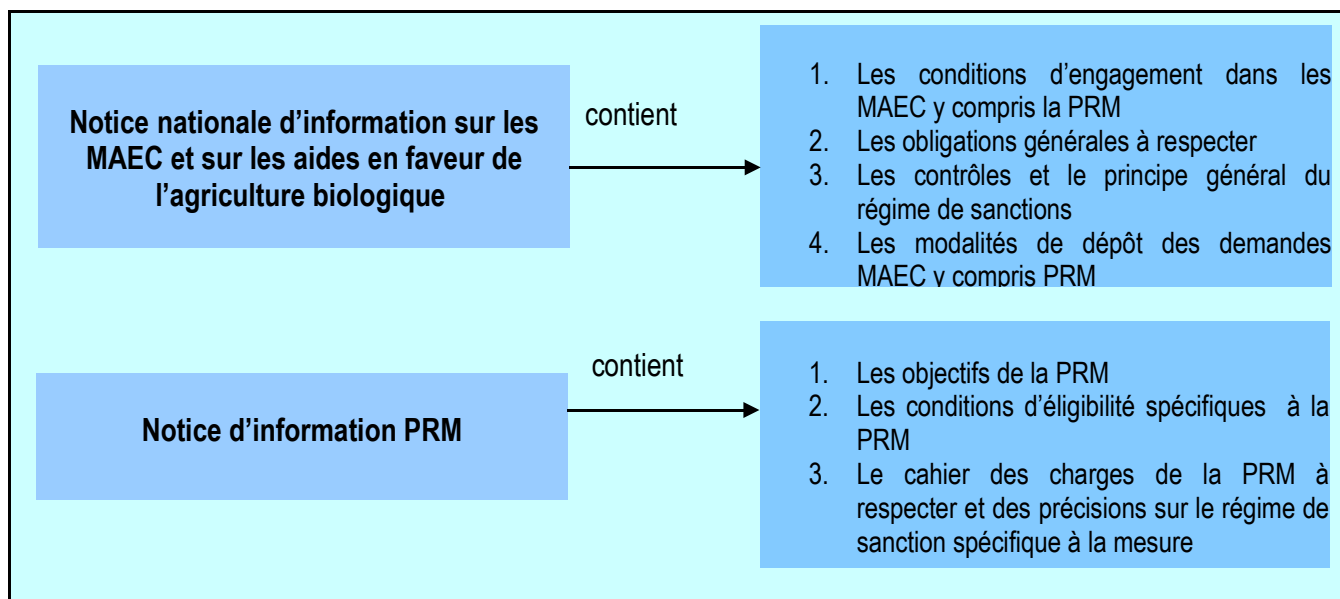 Notice nationale d'information sur les
MAEC et sur les aides en faveur de
l'agriculture biologique
contient
1. Les conditions d'engagement dans les
MAEC y compris la PRM
2. Les obligations générales à respecter
3. Les contrôles et le principe général du
régime de sanctions
4. Les modalités de dépôt des demandes
MAEC y compris PRM
Notice d'information PRM
contient
1. Les objectifs de la PRM
2. Les conditions d'éligibilité spécifiques à la
PRM
3. Le cahier des charges de la PRM à
respecter et des précisions sur le régime de
sanction spécifique à la mesure